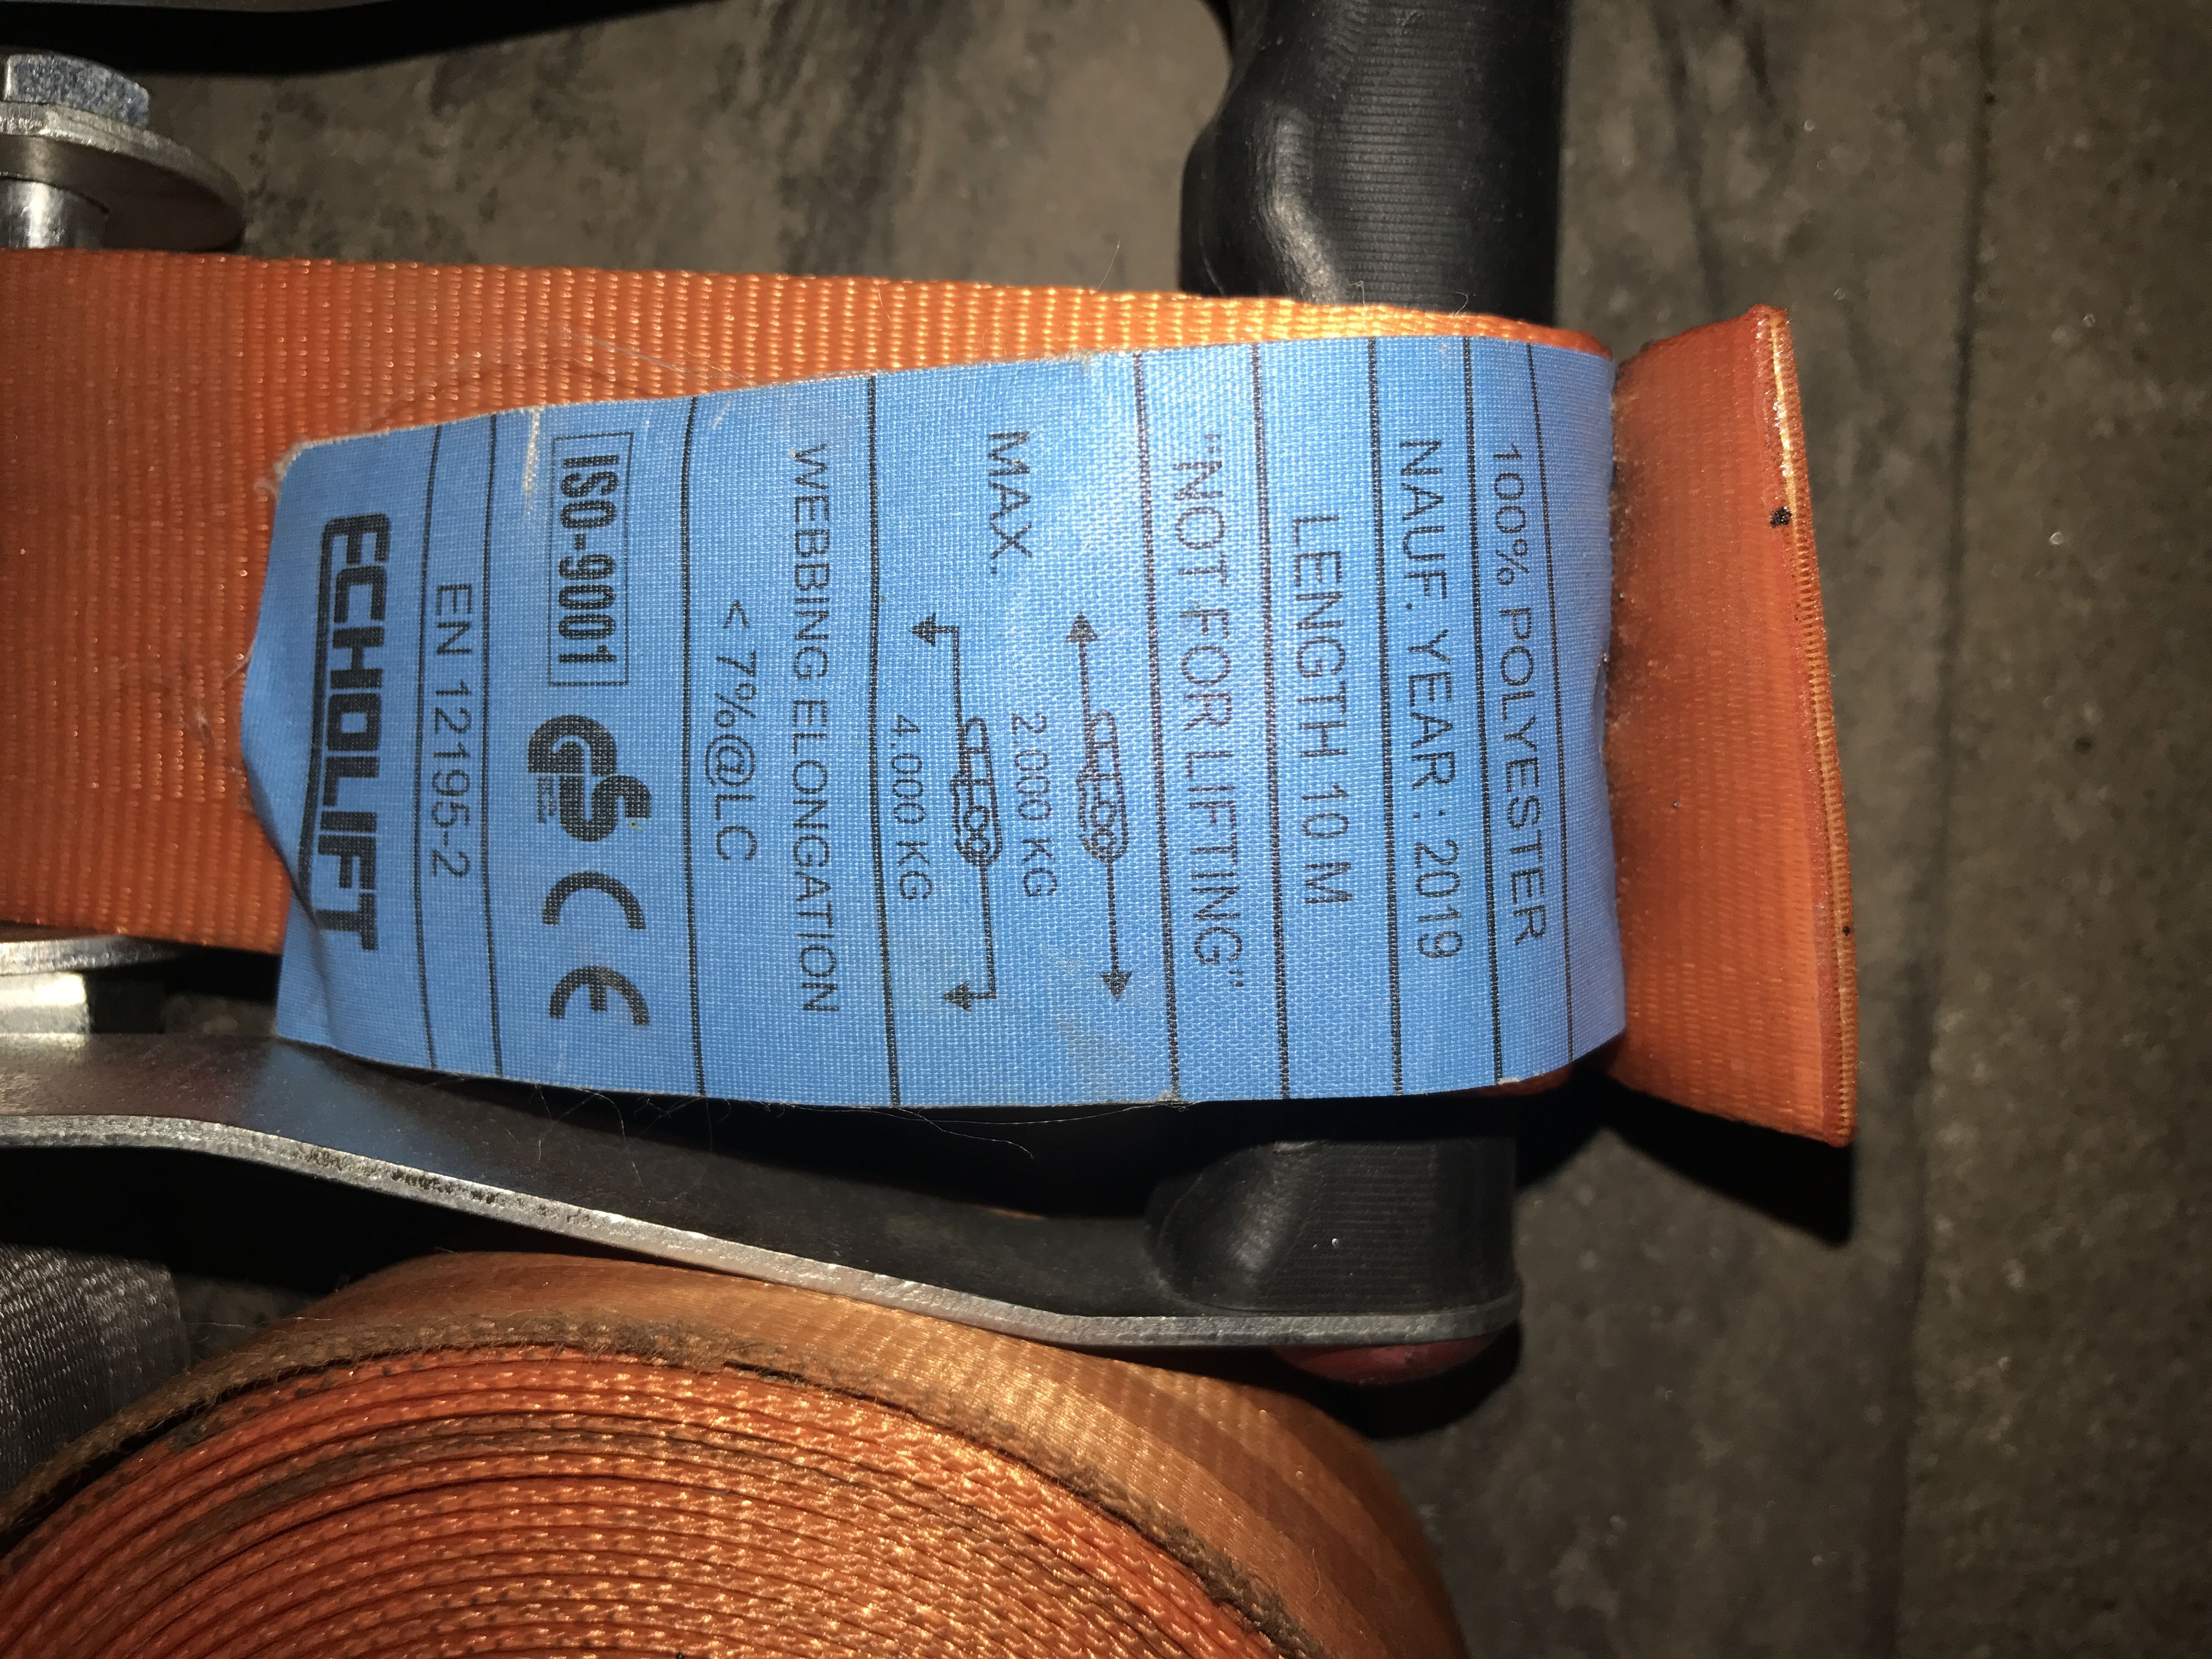 100% POLYESTER
NAUF. YEAR : 2019
LENGTH 10 M
"NOT FOR LIFTING"
MAX. 2.000 KG
4.000 KG
WEBBING ELONGATION
< 7%@LC
ISO-9001 GS CE
EN 12195-2
ECHOLIFT